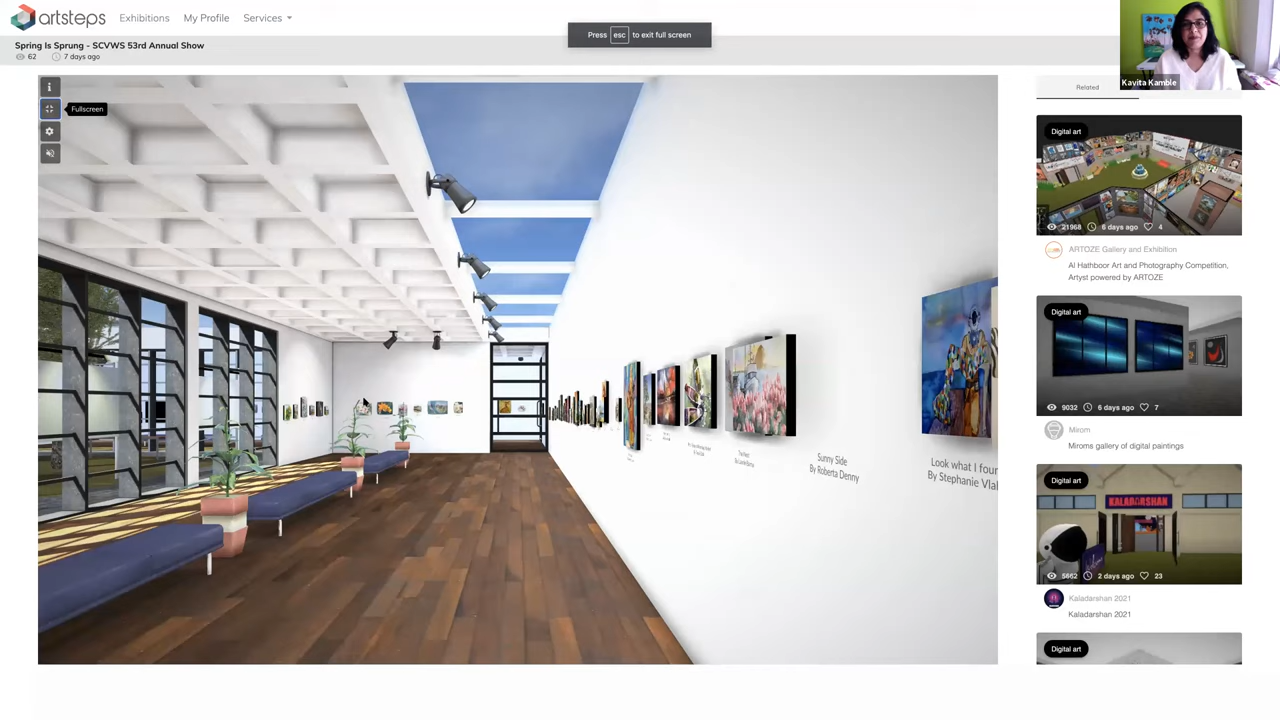 artsteps
Exhibitions
My Profile
Services
Spring Is Sprung - SCVWS 53rd Annual Show
62
7 days ago
Press esc to exit full screen
Kavita Kamble
Related
i
Fullscreen
Digital art
21968
6 days ago
4
ARTOZE Gallery and Exhibition
Al Hathboor Art and Photography Competition,
Artyst powered by ARTOZE
Digital art
9032
6 days ago
7
Mirom
Miroms gallery of digital paintings
Digital art
KALADARSHAN
5662
2 days ago
23
Kaladarshan 2021
Kaladarshan 2021
Digital art
Sunny Side
By Roberta Denny
Look what I four
By Stephanie Vlah